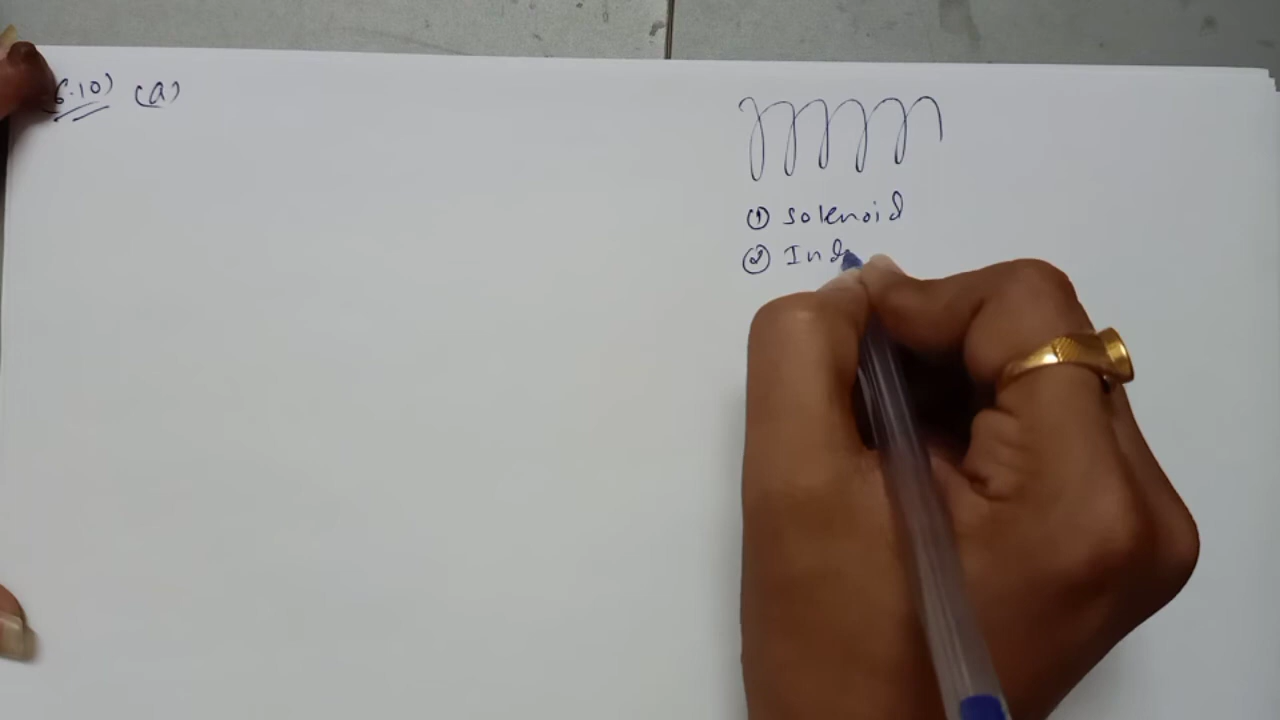 6.10) (a)
① solenoid
② Ind